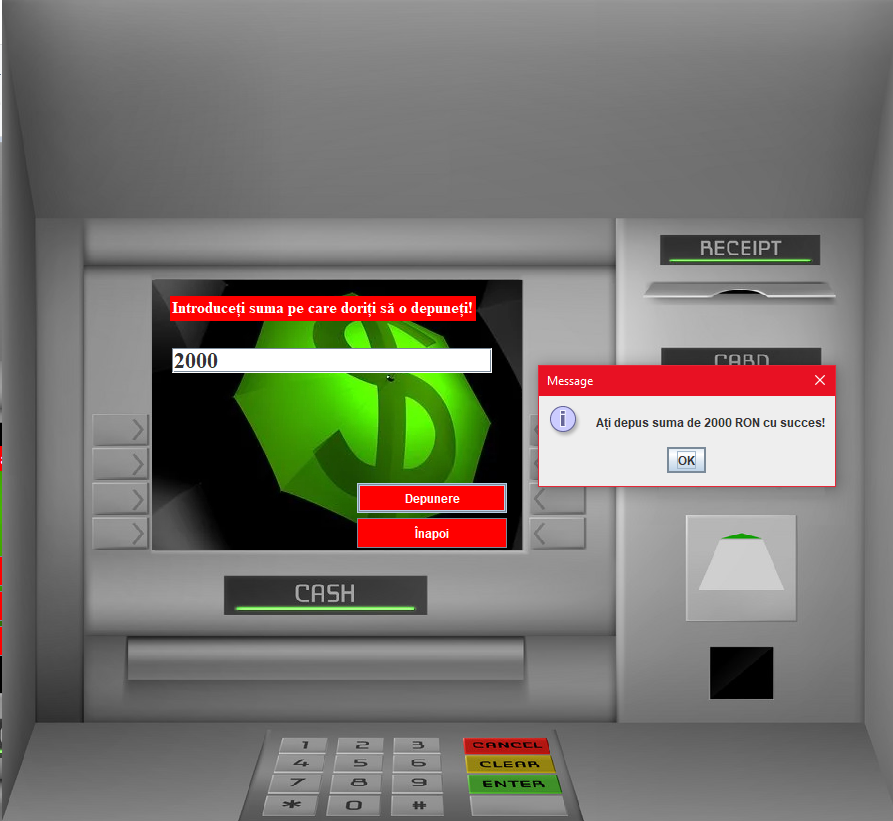 RECEIPT
Introduceți suma pe care doriți să o depuneți!
2000
CARD
Message
Ați depus suma de 2000 RON cu succes!
OK
Depunere
Înapoi
CASH
1 2 3 CANCEL
4 5 6 CLEAR
7 8 9 ENTER
* 0 #